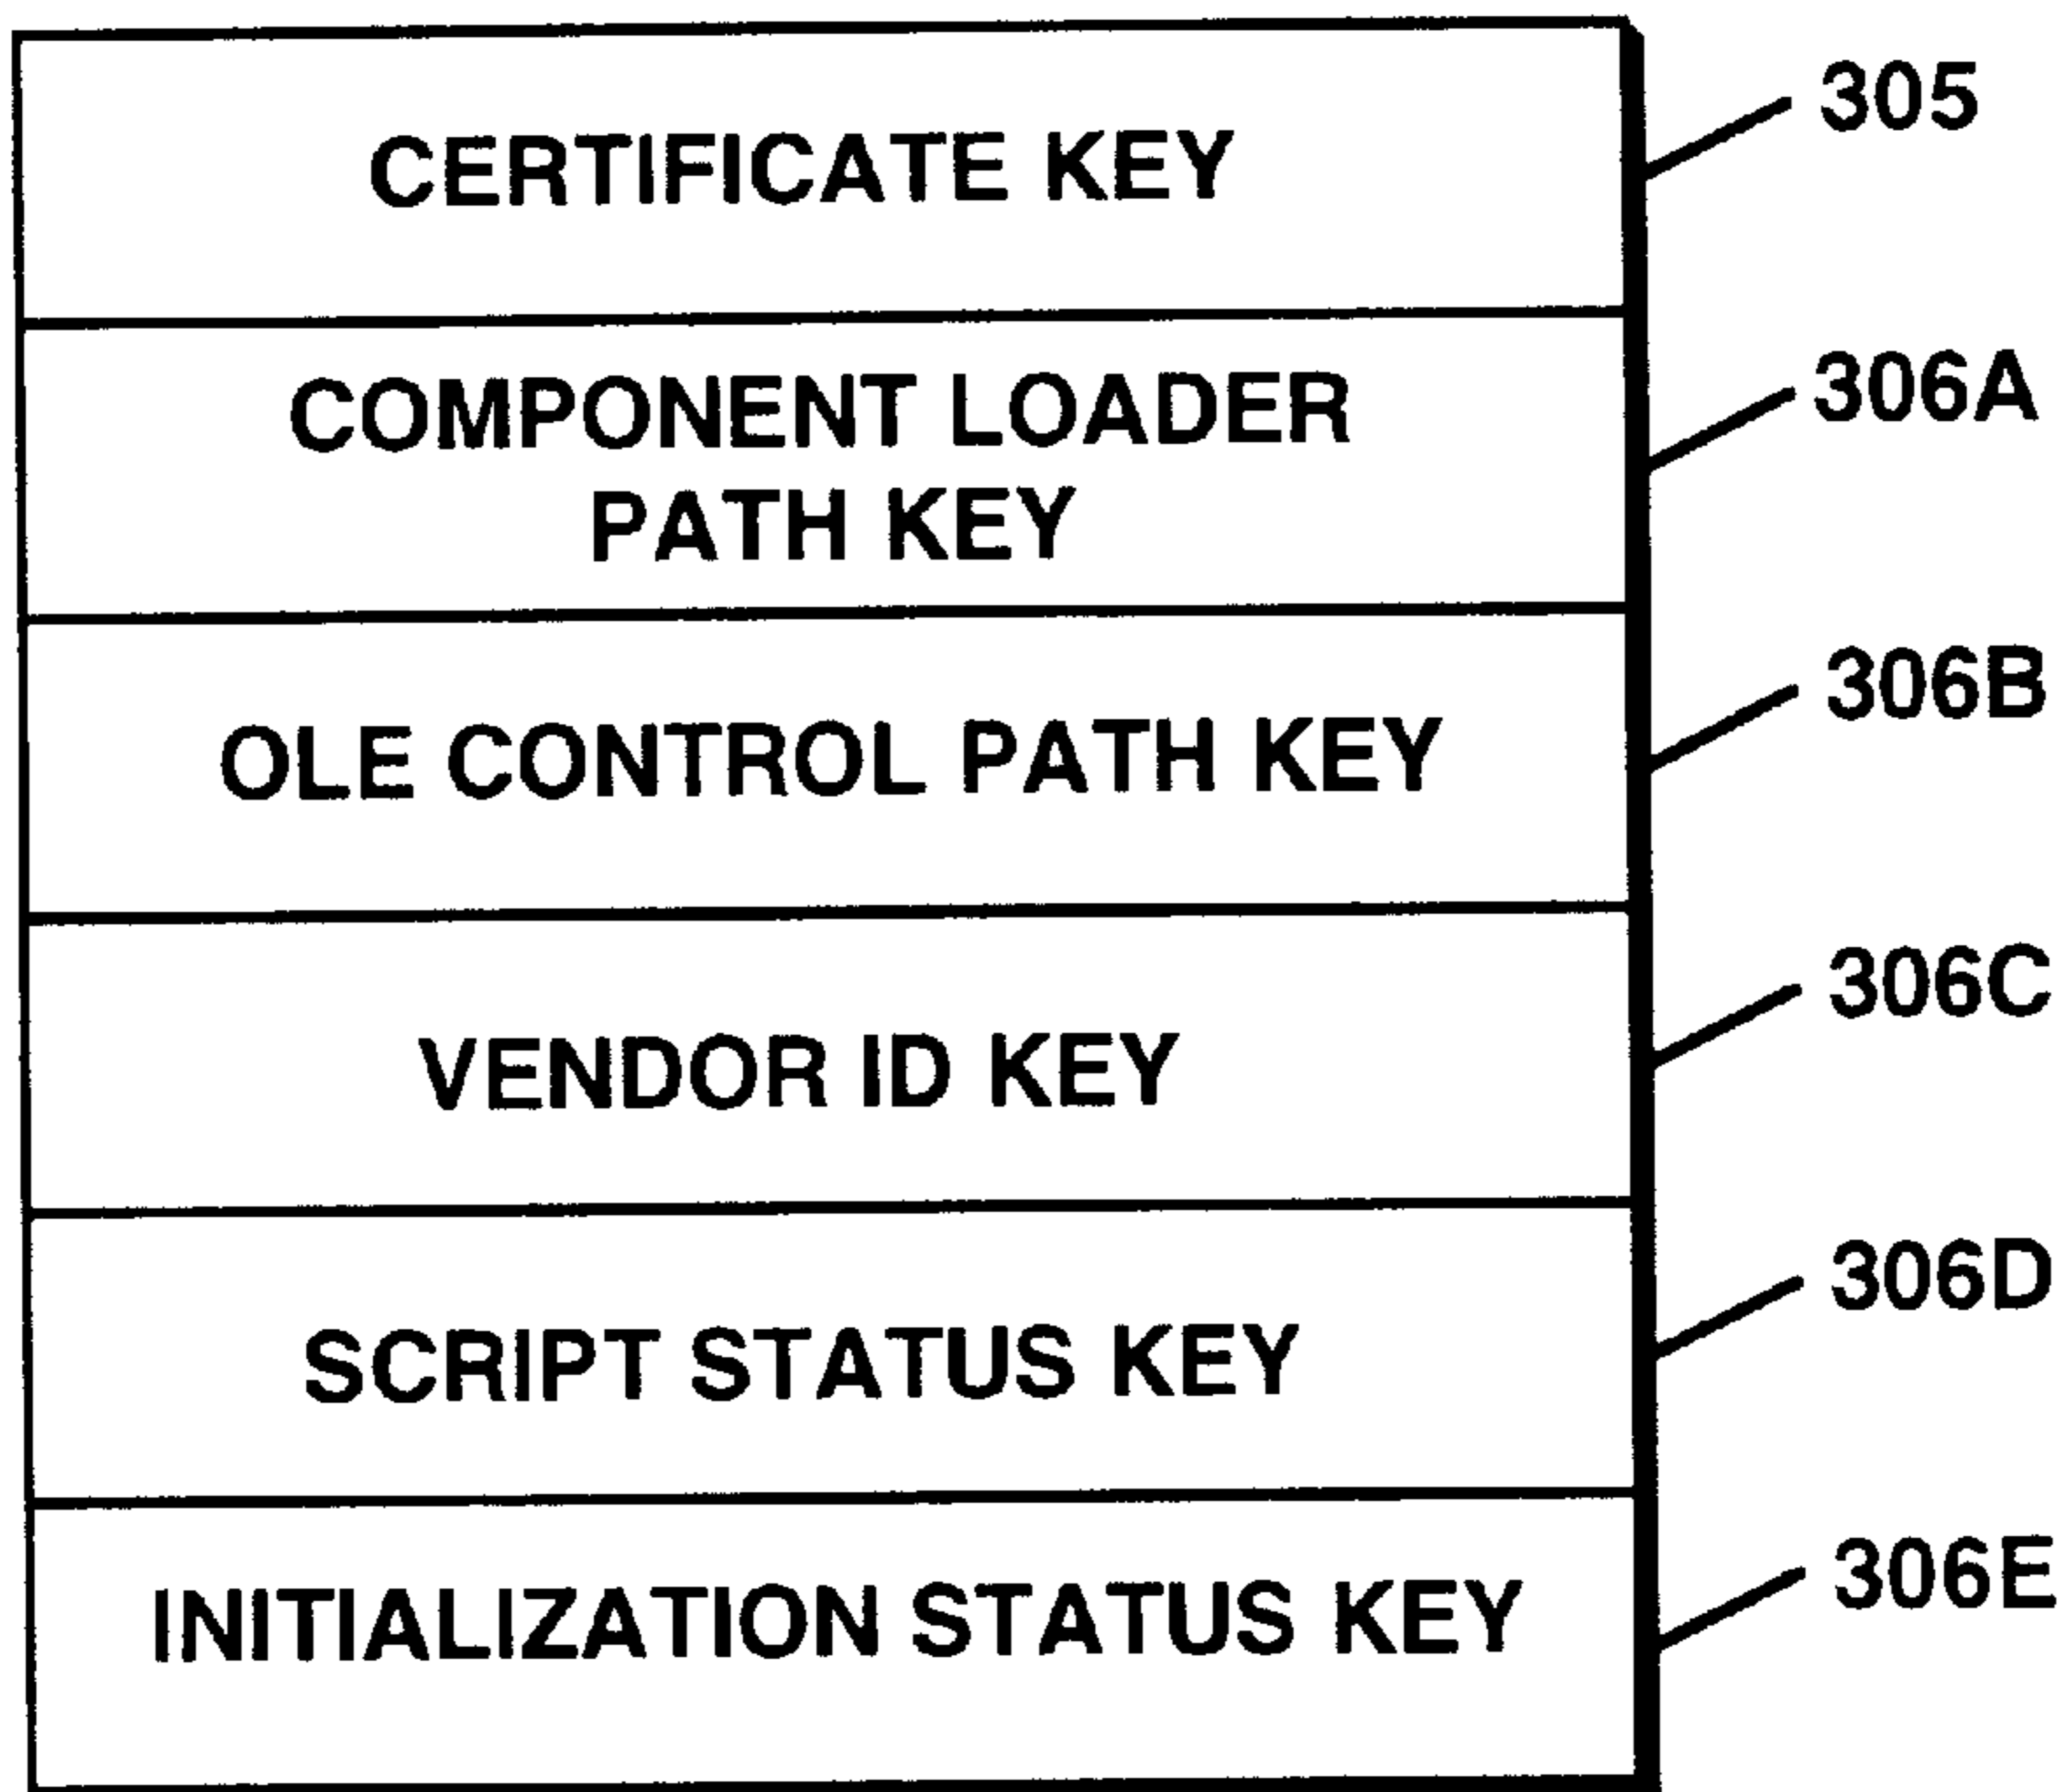 CERTIFICATE KEY
305
COMPONENT LOADER
PATH KEY
306A
OLE CONTROL PATH KEY
306B
VENDOR ID KEY
306C
SCRIPT STATUS KEY
306D
INITIALIZATION STATUS KEY
306E